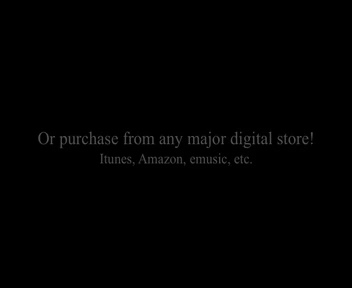 Or purchase from any major digital store!
Itunes, Amazon, emusic, etc.